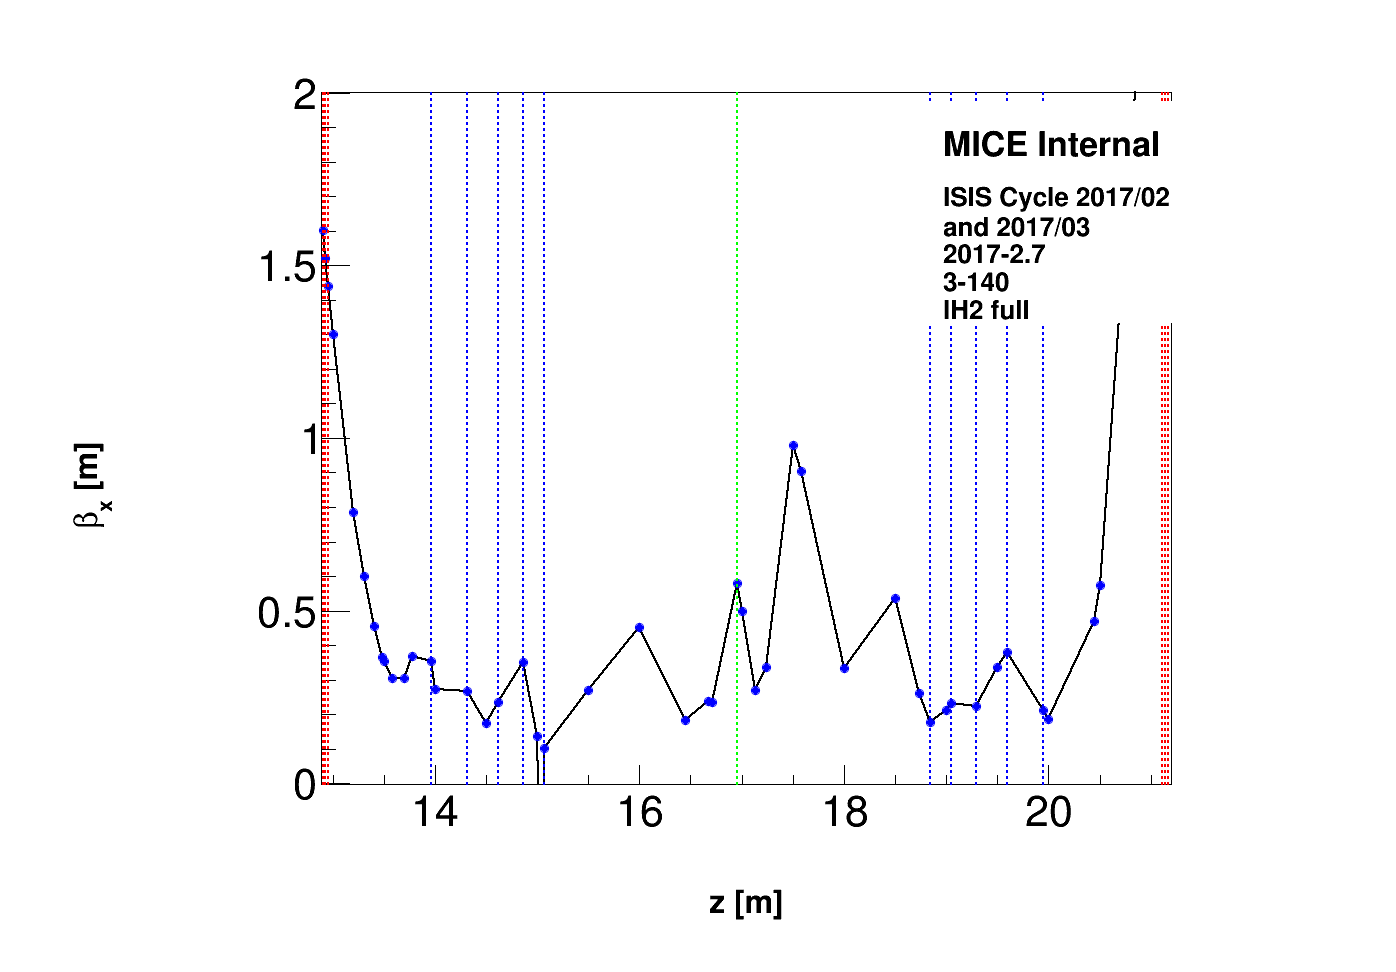 2
MICE Internal
ISIS Cycle 2017/02
and 2017/03
2017-2.7
3-140
lH2 full
1.5
1
0.5
0
βx [m]
14 16 18 20
z [m]